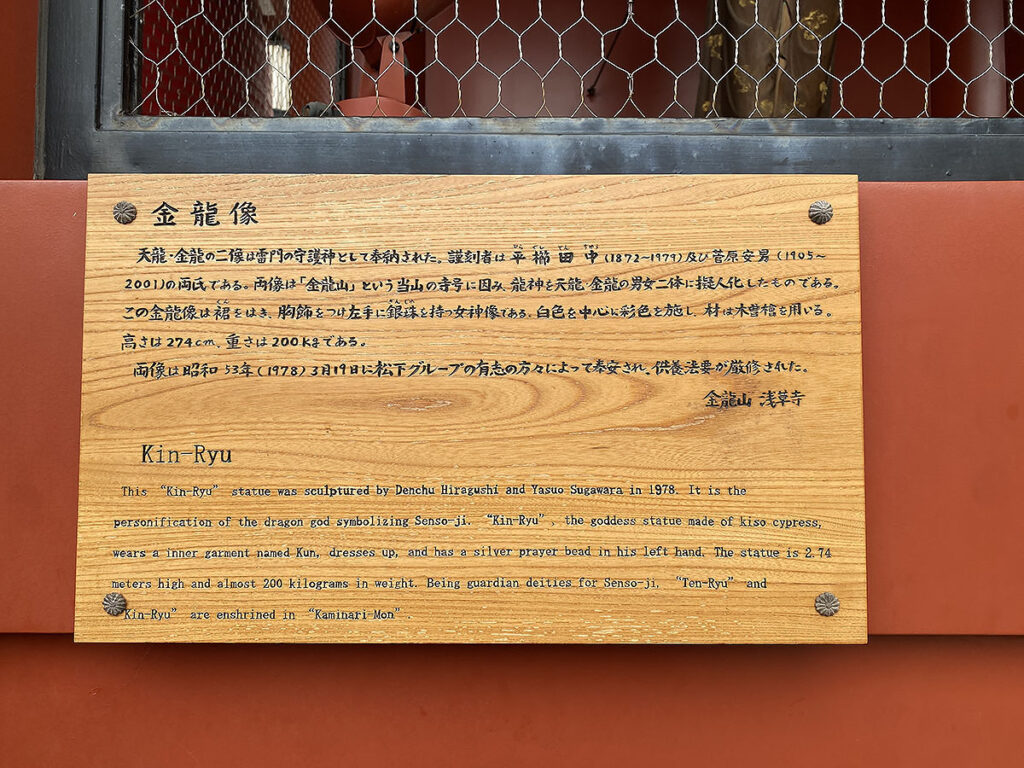 金龍像
天龍・金龍の二像は雷門の守護神として奉納された。謹刻者は平櫛田中(1872~1979)及び菅原安男(1905~
2001)の両氏である。両像は「金龍山」という当山の寺号に因み、龍神を天龍・金龍の男女二体に擬人化したものである。
この金龍像は裙をはき、胸飾をつけ左手に銀珠を持つ女神像である。白色を中心に彩色を施し、材は木曽檜を用いる。
高さは274cm、重さは200kgである。
両像は昭和53年(1978)3月19日に松下グループの有志の方々によって奉安され、供養法要が厳修された。
金龍山 浅草寺
Kin-Ryu
This “Kin-Ryu” statue was sculptured by Denchu Hiragushi and Yasuo Sugawara in 1978. It is the
personification of the dragon god symbolizing Senso-ji. “Kin-Ryu”, the goddess statue made of kiso cypress,
wears a inner garment named Kun, dresses up, and has a silver prayer bead in his left hand. The statue is 2.74
meters high and almost 200 kilograms in weight. Being guardian deities for Senso-ji, “Ten-Ryu” and
“Kin-Ryu” are enshrined in “Kaminari-Mon”.